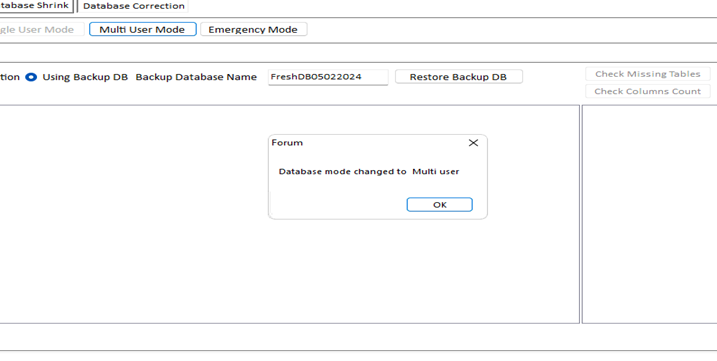 tabase Shrink Database Correction
gle User Mode Multi User Mode Emergency Mode
tion Using Backup DB Backup Database Name FreshDB05022024 Restore Backup DB Check Missing Tables
Check Columns Count
Forum
Database mode changed to Multi user
OK